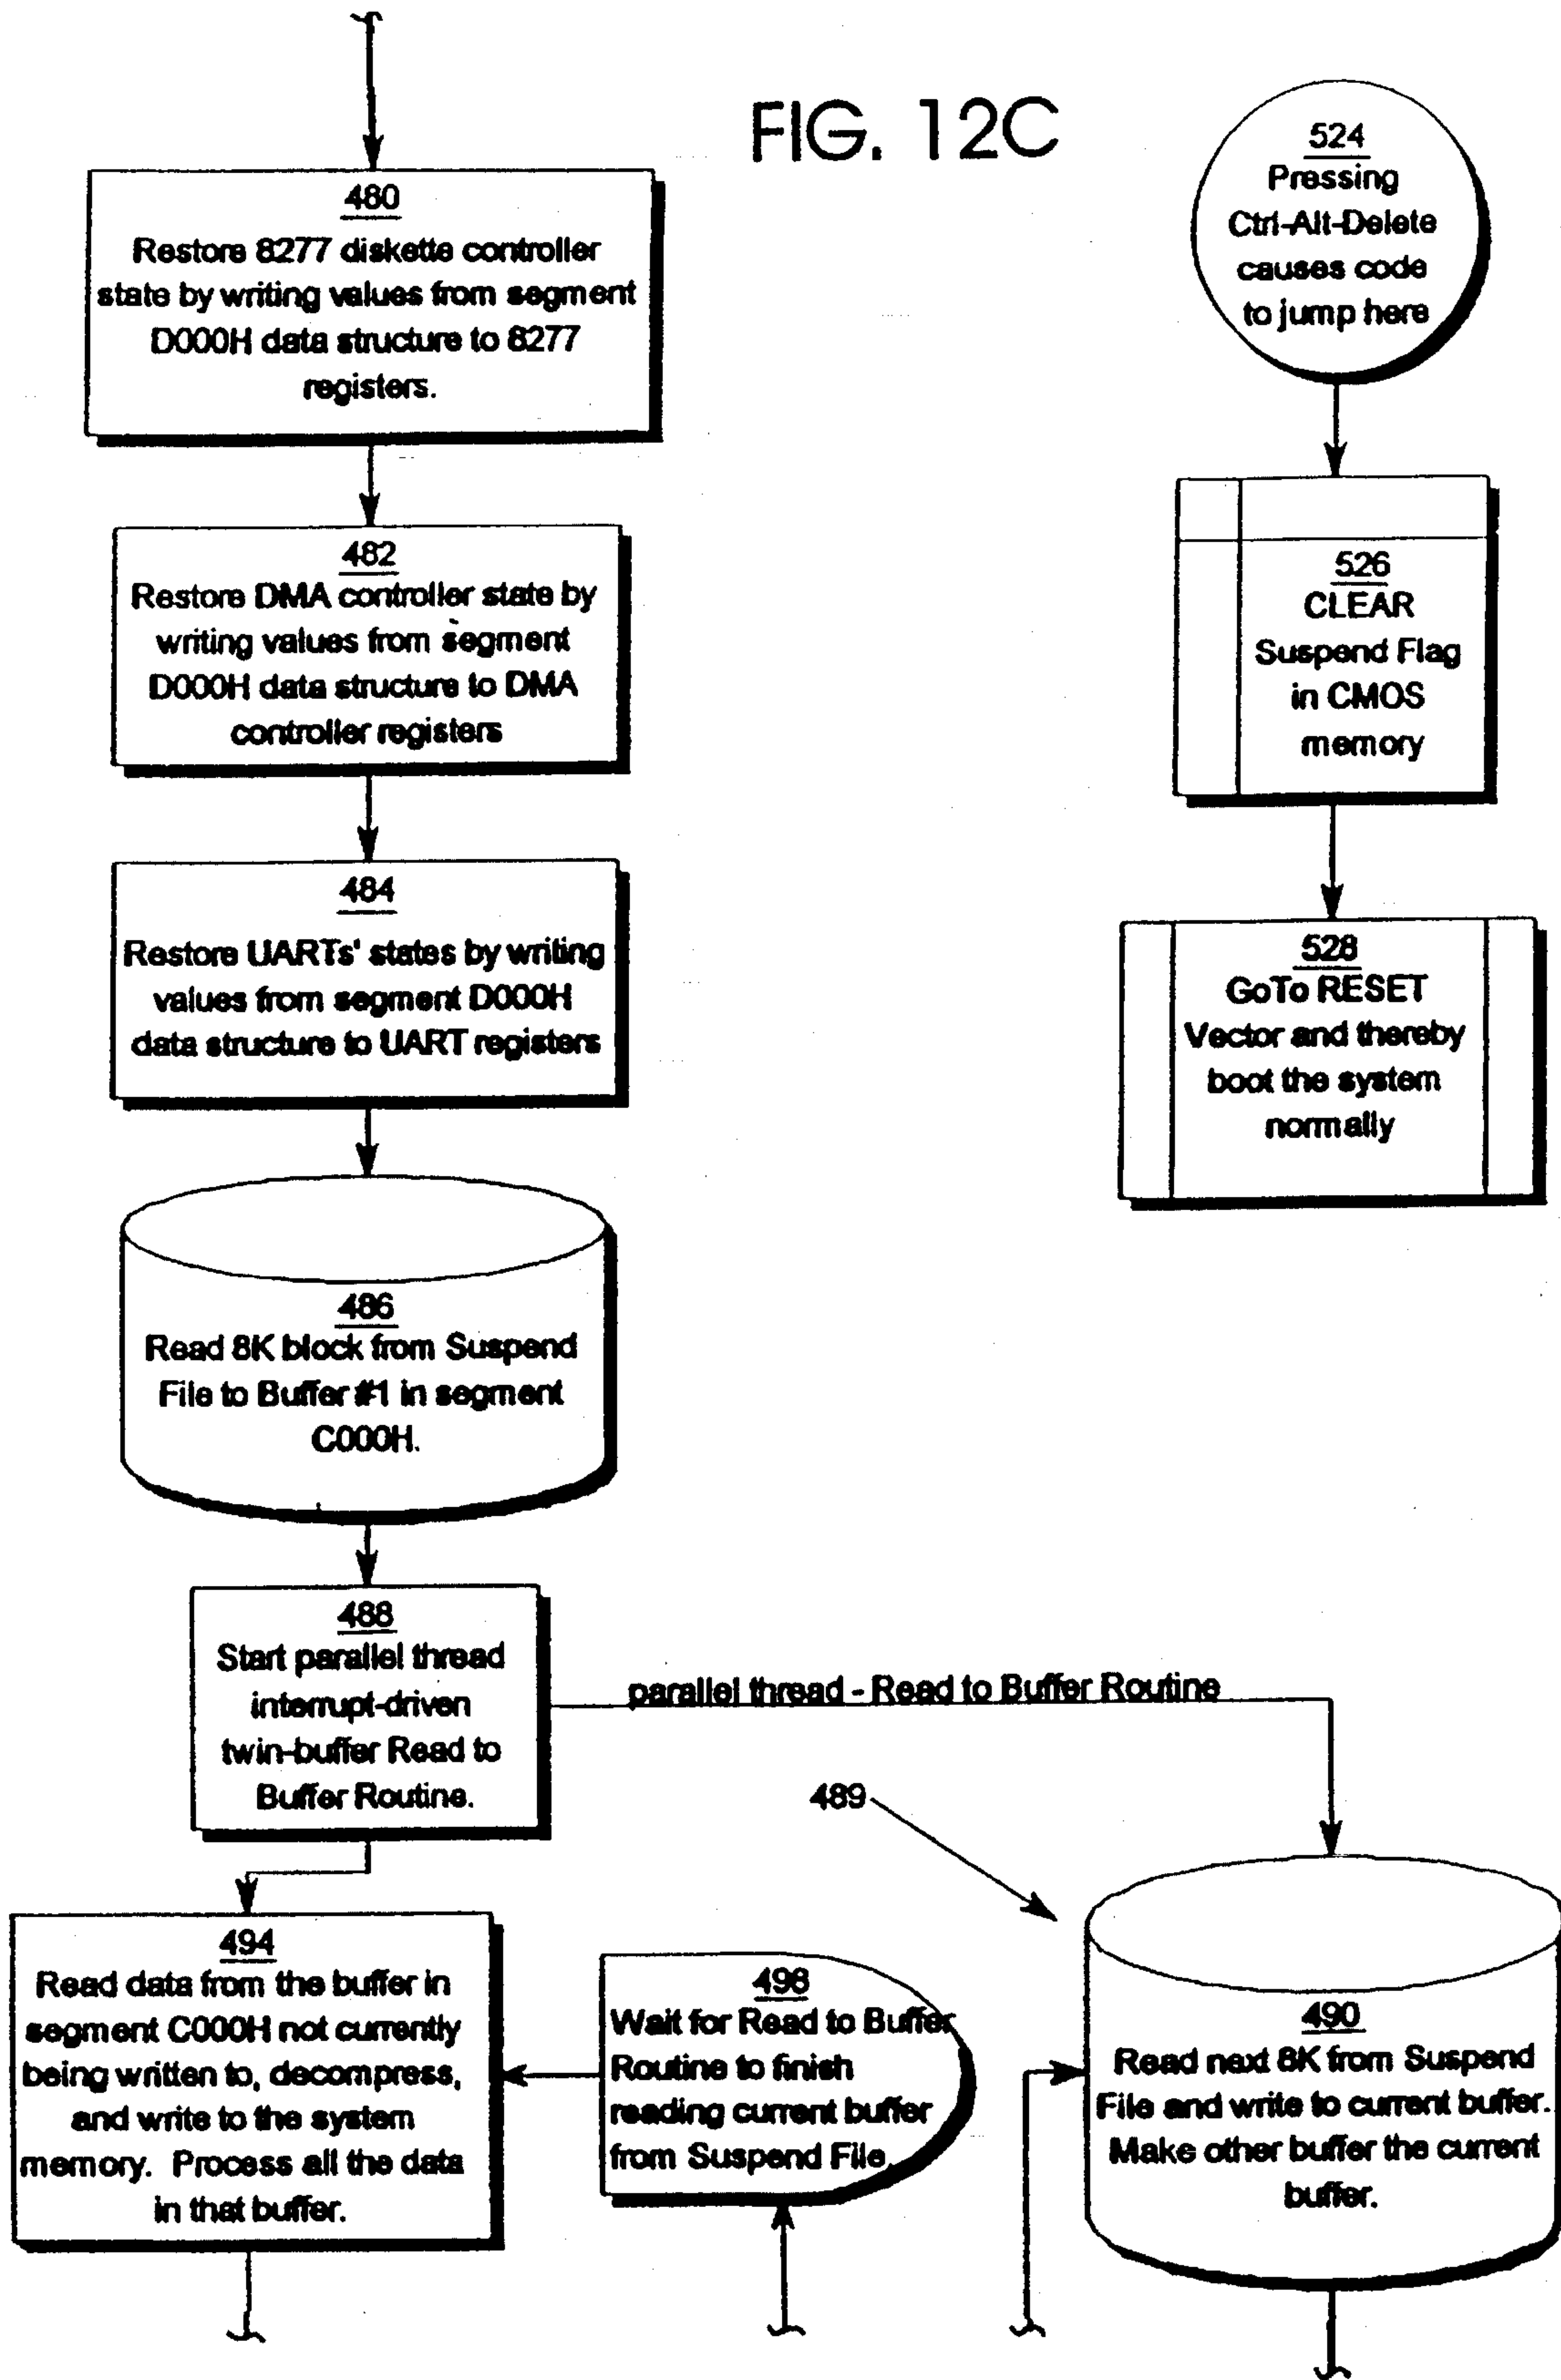 FIG. 12C
480
Restore 8277 diskette controller
state by writing values from segment
D000H data structure to 8277
registers.
482
Restore DMA controller state by
writing values from segment
D000H data structure to DMA
controller registers
484
Restore UARTs' states by writing
values from segment D000H
data structure to UART registers
486
Read 8K block from Suspend
File to Buffer #1 in segment
C000H.
488
Start parallel thread
interrupt-driven
twin-buffer Read to
Buffer Routine.
parallel thread - Read to Buffer Routine
489
494
Read data from the buffer in
segment C000H not currently
being written to, decompress,
and write to the system
memory. Process all the data
in that buffer.
498
Wait for Read to Buffer
Routine to finish
reading current buffer
from Suspend File.
490
Read next 8K from Suspend
File and write to current buffer.
Make other buffer the current
buffer.
524
Pressing
Ctrl-Alt-Delete
causes code
to jump here
526
CLEAR
Suspend Flag
in CMOS
memory
528
GoTo RESET
Vector and thereby
boot the system
normally